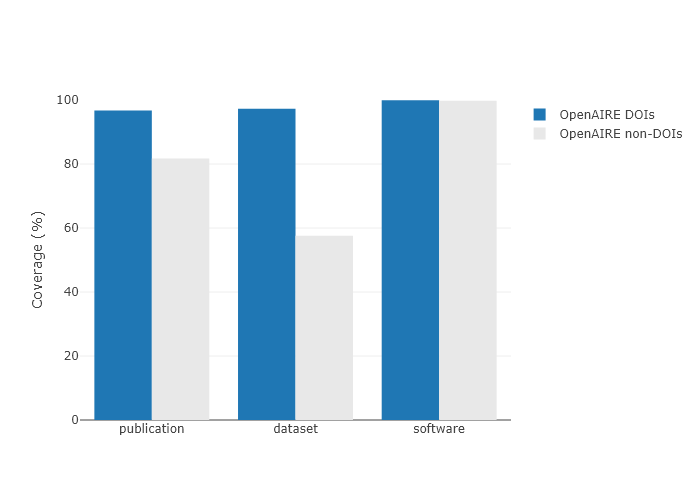 100
80
60
40
20
0
Coverage (%)
publication
dataset
software
OpenAIRE DOIs
OpenAIRE non-DOIs